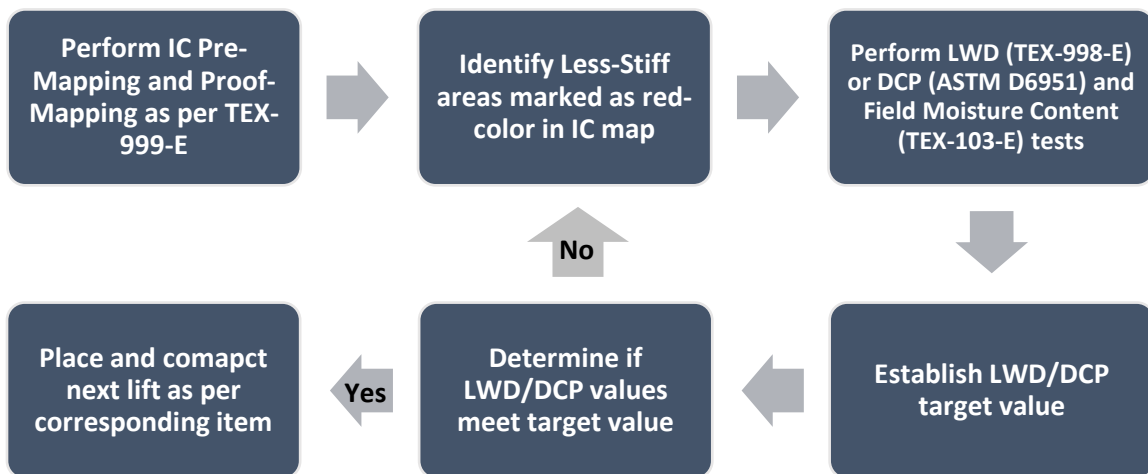 Perform IC Pre-
Mapping and Proof-
Mapping as per TEX-
999-E
Identify Less-Stiff
areas marked as red-
color in IC map
Perform LWD (TEX-998-E)
or DCP (ASTM D6951) and
Field Moisture Content
(TEX-103-E) tests
No
Place and comapct
next lift as per
corresponding item
Yes
Determine if
LWD/DCP values
meet target value
Establish LWD/DCP
target value